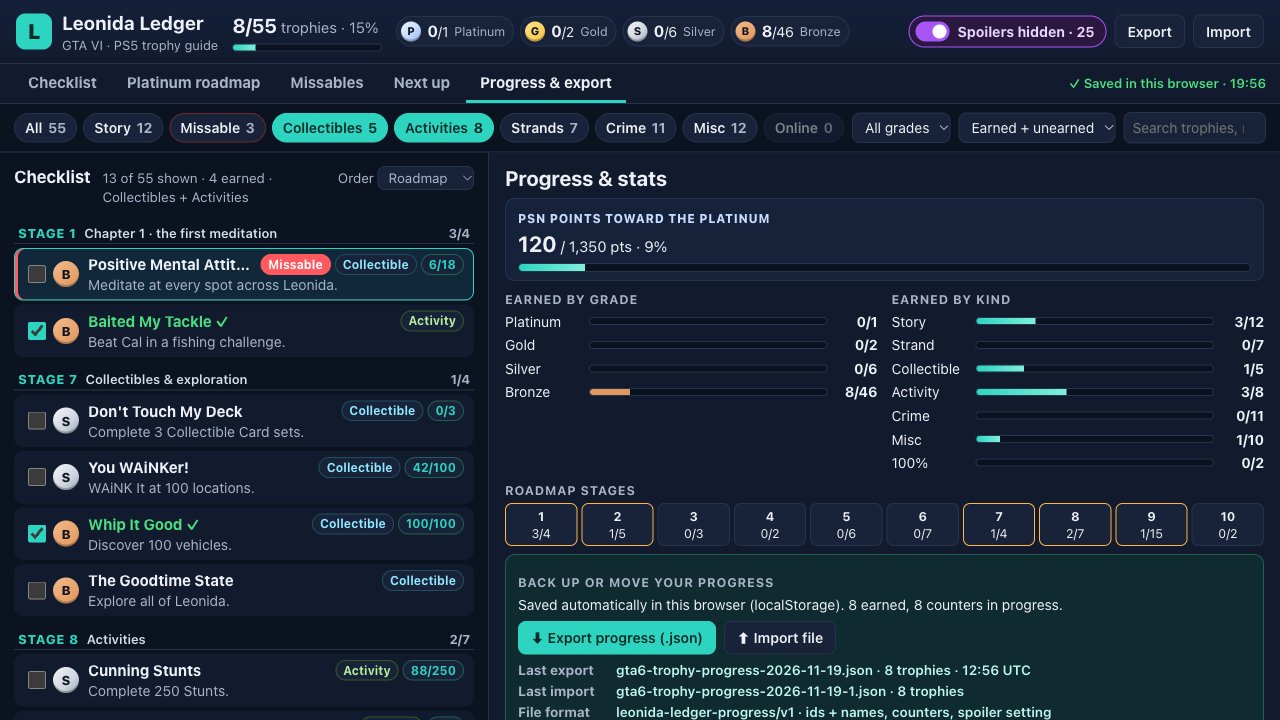 L
Leonida Ledger
GTA VI · PS5 trophy guide
8/55 trophies · 15%
P 0/1 Platinum
G 0/2 Gold
S 0/6 Silver
B 8/46 Bronze
Spoilers hidden · 25
Export
Import
Checklist
Platinum roadmap
Missables
Next up
Progress & export
✓ Saved in this browser · 19:56
All 55
Story 12
Missable 3
Collectibles 5
Activities 8
Strands 7
Crime 11
Misc 12
Online 0
All grades
Earned + unearned
Search trophies,
Checklist
13 of 55 shown · 4 earned ·
Collectibles + Activities
Order Roadmap
STAGE 1 Chapter 1 · the first meditation 3/4
B Positive Mental Attit... Missable Collectible 6/18
Meditate at every spot across Leonida.
B Baited My Tackle ✓ Activity
Beat Cal in a fishing challenge.
STAGE 7 Collectibles & exploration 1/4
S Don't Touch My Deck Collectible 0/3
Complete 3 Collectible Card sets.
S You WAiNKer! Collectible 42/100
WAiNK It at 100 locations.
B Whip It Good ✓ Collectible 100/100
Discover 100 vehicles.
B The Goodtime State Collectible
Explore all of Leonida.
STAGE 8 Activities 2/7
S Cunning Stunts Activity 88/250
Complete 250 Stunts.
Progress & stats
PSN POINTS TOWARD THE PLATINUM
120 / 1,350 pts · 9%
EARNED BY GRADE
Platinum 0/1
Gold 0/2
Silver 0/6
Bronze 8/46
EARNED BY KIND
Story 3/12
Strand 0/7
Collectible 1/5
Activity 3/8
Crime 0/11
Misc 1/10
100% 0/2
ROADMAP STAGES
1 2 3 4 5 6 7 8 9 10
3/4 1/5 0/3 0/2 0/6 0/7 1/4 2/7 1/15 0/2
BACK UP OR MOVE YOUR PROGRESS
Saved automatically in this browser (localStorage). 8 earned, 8 counters in progress.
⬇ Export progress (.json)
⬆ Import file
Last export gta6-trophy-progress-2026-11-19.json · 8 trophies · 12:56 UTC
Last import gta6-trophy-progress-2026-11-19-1.json · 8 trophies
File format leonida-ledger-progress/v1 · ids + names, counters, spoiler setting